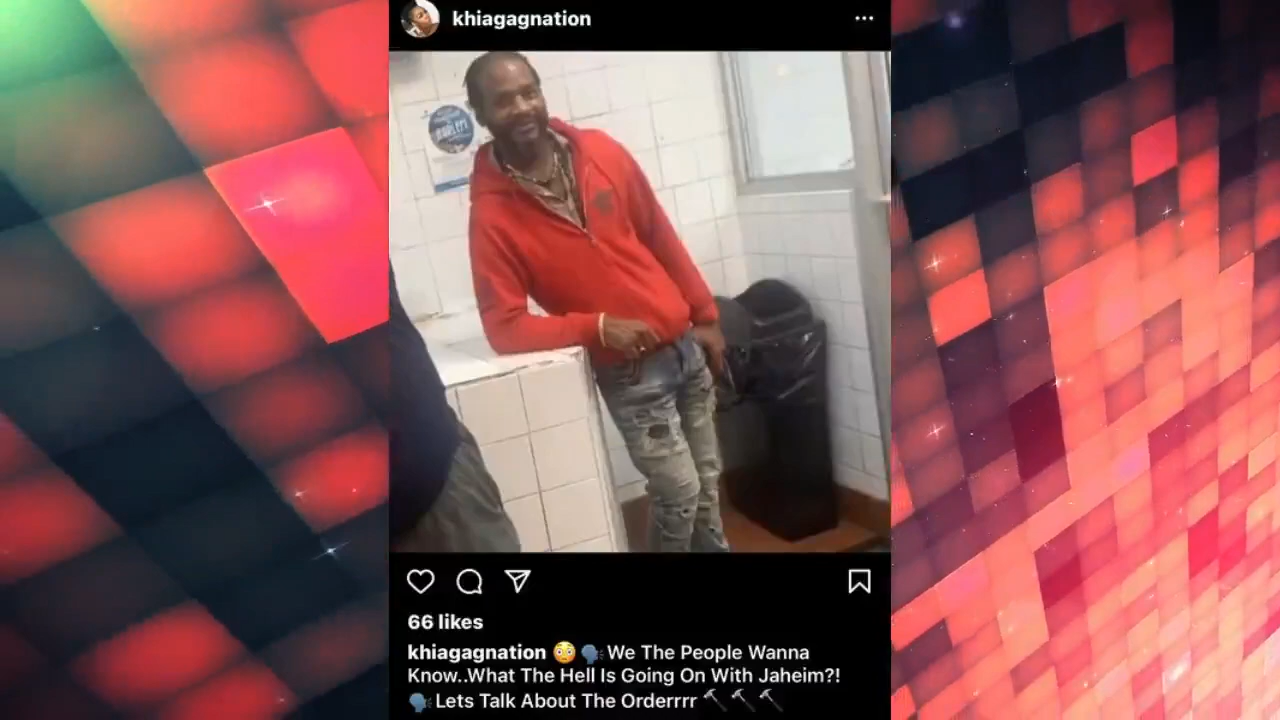 khiagagnation
66 likes
khiagagnation 😳 🗣️ We The People Wanna
Know..What The Hell Is Going On With Jaheim?!
🗣️ Lets Talk About The Orderrrr 🔨 🔨 🔨